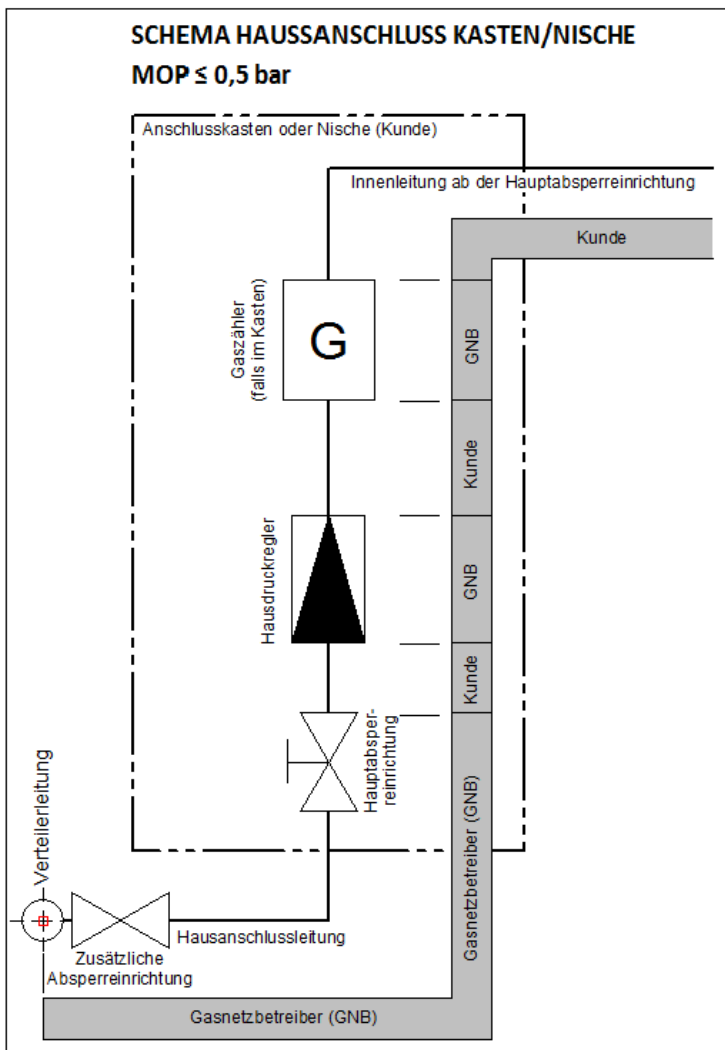 SCHEMA HAUSSANSCHLUSS KASTEN/NISCHE
MOP ≤ 0,5 bar
Anschlusskasten oder Nische (Kunde)
Innenleitung ab der Hauptabsperreinrichtung
Kunde
Gaszähler
(falls im Kasten)
G
GNB
Kunde
Hausdruckregler
GNB
Kunde
Hauptabsper-
reinrichtung
Gasnetzbetreiber (GNB)
Verteilerleitung
Hausanschlussleitung
Zusätzliche
Absperreinrichtung
Gasnetzbetreiber (GNB)